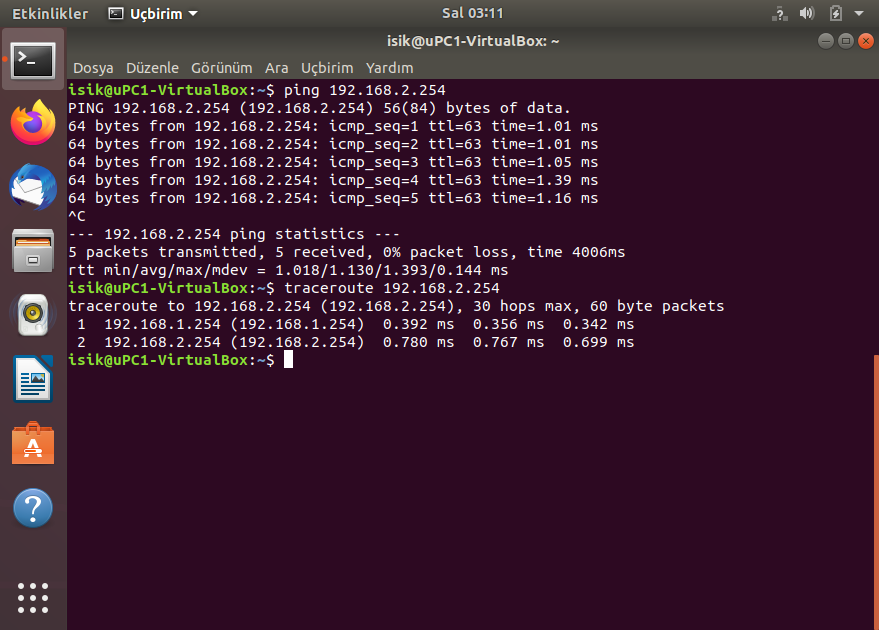 Etkinlikler Uçbirim Sal 03:11
isik@uPC1-VirtualBox: ~
Dosya Düzenle Görünüm Ara Uçbirim Yardım
isik@uPC1-VirtualBox:~$ ping 192.168.2.254
PING 192.168.2.254 (192.168.2.254) 56(84) bytes of data.
64 bytes from 192.168.2.254: icmp_seq=1 ttl=63 time=1.01 ms
64 bytes from 192.168.2.254: icmp_seq=2 ttl=63 time=1.01 ms
64 bytes from 192.168.2.254: icmp_seq=3 ttl=63 time=1.05 ms
64 bytes from 192.168.2.254: icmp_seq=4 ttl=63 time=1.39 ms
64 bytes from 192.168.2.254: icmp_seq=5 ttl=63 time=1.16 ms
^C
--- 192.168.2.254 ping statistics ---
5 packets transmitted, 5 received, 0% packet loss, time 4006ms
rtt min/avg/max/mdev = 1.018/1.130/1.393/0.144 ms
isik@uPC1-VirtualBox:~$ traceroute 192.168.2.254
traceroute to 192.168.2.254 (192.168.2.254), 30 hops max, 60 byte packets
 1  192.168.1.254 (192.168.1.254)  0.392 ms  0.356 ms  0.342 ms
 2  192.168.2.254 (192.168.2.254)  0.780 ms  0.767 ms  0.699 ms
isik@uPC1-VirtualBox:~$